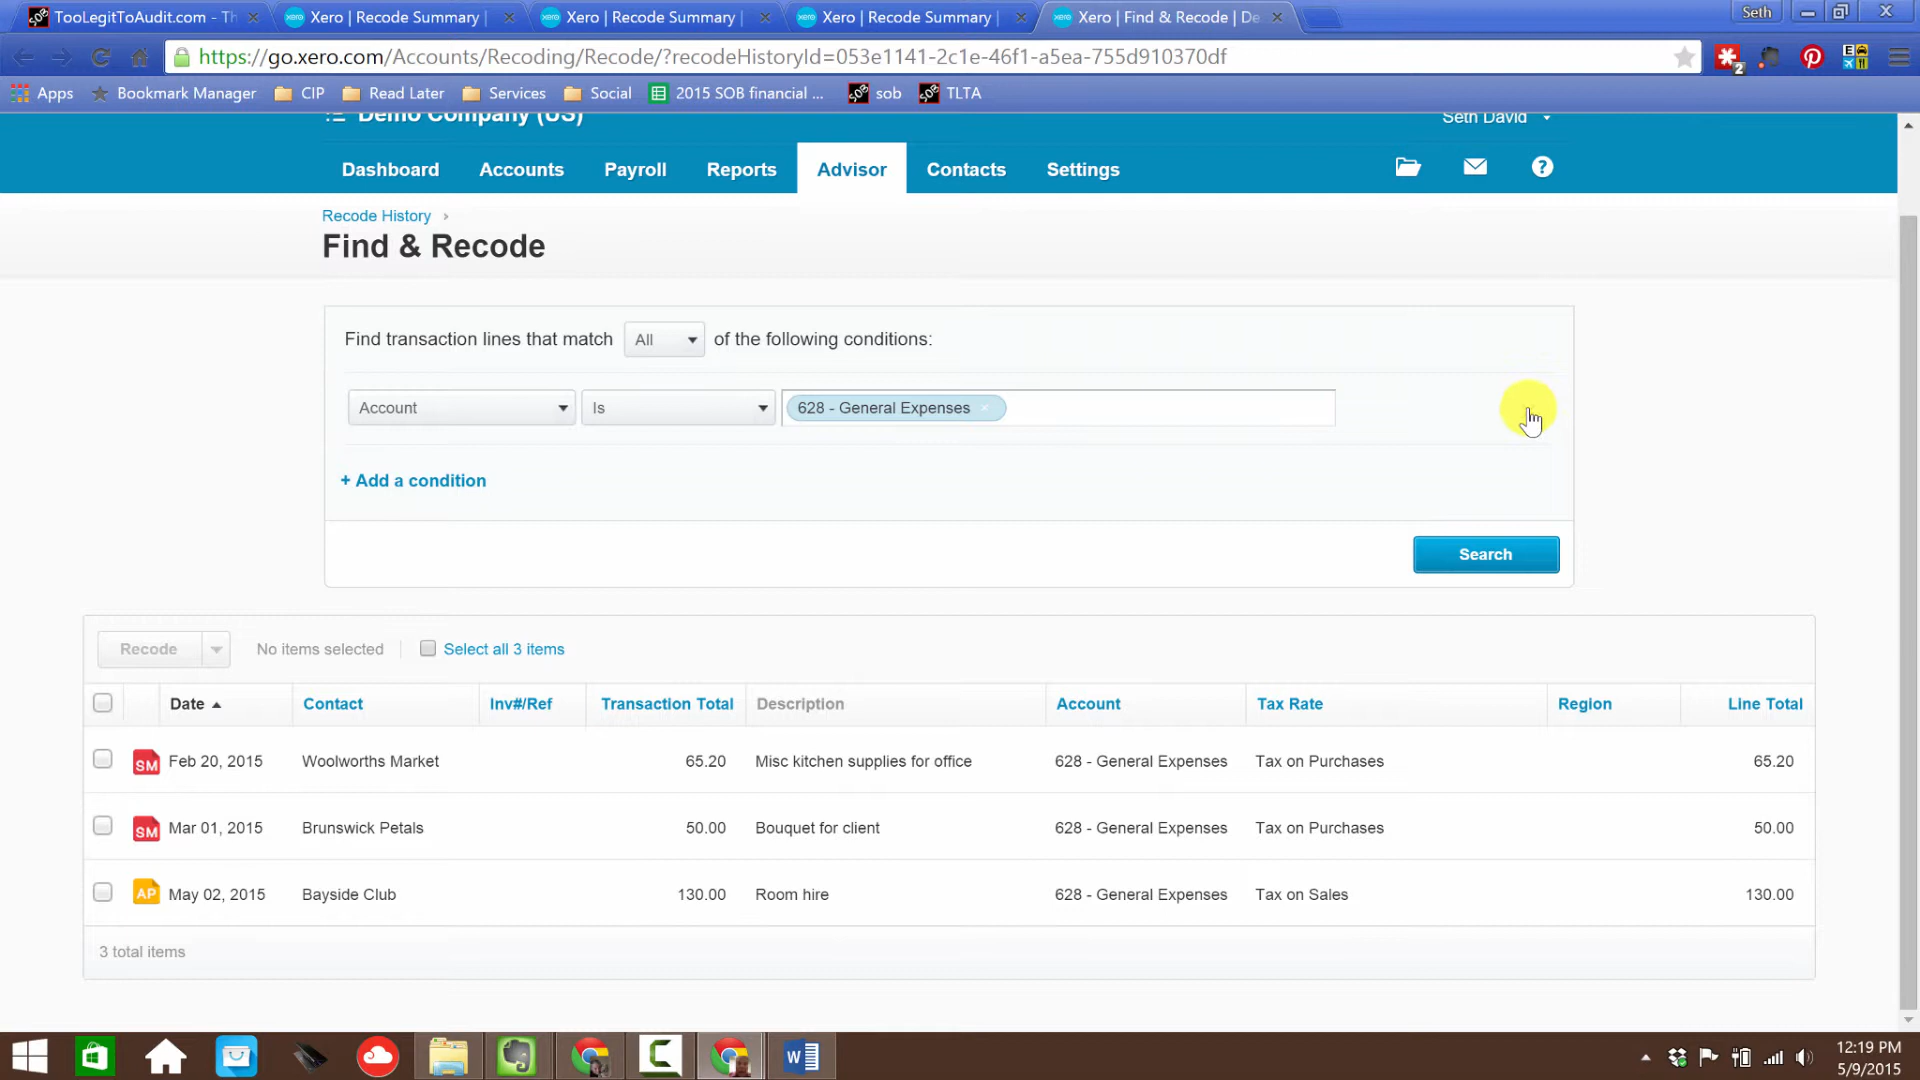 TooLegitToAudit.com - Th
Xero | Recode Summary |
Xero | Recode Summary |
Xero | Recode Summary |
Xero | Find & Recode | De
Seth
https://go.xero.com/Accounts/Recoding/Recode/?recodeHistoryId=053e1141-2c1e-46f1-a5ea-755d910370df
Apps Bookmark Manager CIP Read Later Services Social 2015 SOB financial ... sob TLTA
Demo Company (US)
Seth David
Dashboard Accounts Payroll Reports Advisor Contacts Settings
Recode History ›
Find & Recode
Find transaction lines that match All of the following conditions:
Account Is 628 - General Expenses ×
+ Add a condition
Search
Recode No items selected Select all 3 items
Date Contact Inv#/Ref Transaction Total Description Account Tax Rate Region Line Total
SM Feb 20, 2015 Woolworths Market 65.20 Misc kitchen supplies for office 628 - General Expenses Tax on Purchases 65.20
SM Mar 01, 2015 Brunswick Petals 50.00 Bouquet for client 628 - General Expenses Tax on Purchases 50.00
AP May 02, 2015 Bayside Club 130.00 Room hire 628 - General Expenses Tax on Sales 130.00
3 total items
12:19 PM
5/9/2015